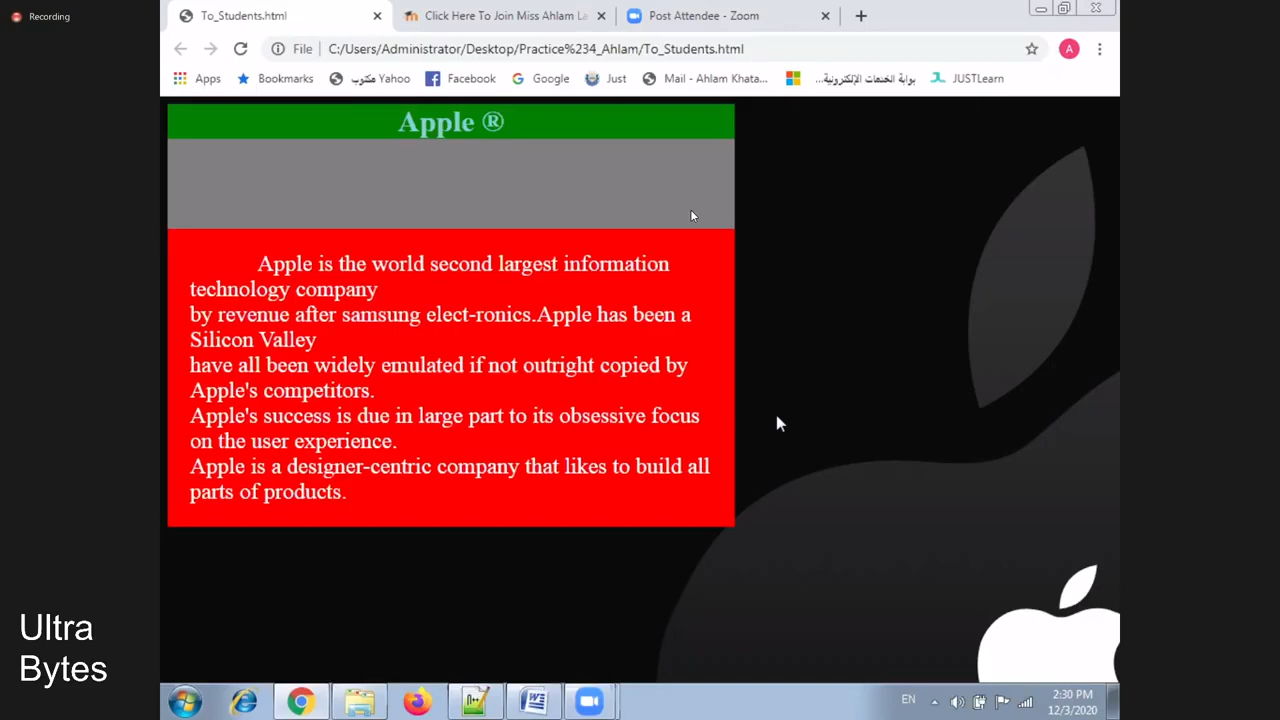 Recording
To_Students.html
Click Here To Join Miss Ahlam La
Post Attendee - Zoom
File
C:/Users/Administrator/Desktop/Practice%234_Ahlam/To_Students.html
A
Apps
Bookmarks
مكتوب Yahoo
Facebook
Google
Just
Mail - Ahlam Khata...
بوابة الخدمات الإلكترونية...
JUSTLearn
Apple ®
Apple is the world second largest information
technology company
by revenue after samsung elect-ronics.Apple has been a
Silicon Valley
have all been widely emulated if not outright copied by
Apple's competitors.
Apple's success is due in large part to its obsessive focus
on the user experience.
Apple is a designer-centric company that likes to build all
parts of products.
Ultra
Bytes
EN
2:30 PM
12/3/2020